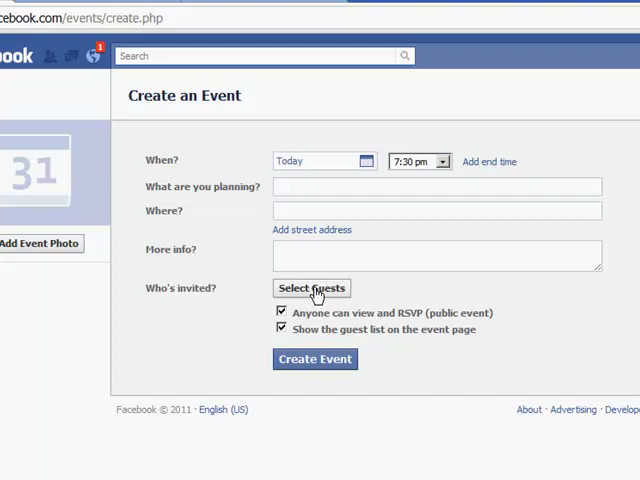 cebook.com/events/create.php
book
1
Search
Create an Event
31
When?
Today
7:30 pm
Add end time
What are you planning?
Where?
Add street address
Add Event Photo
More info?
Who's invited?
Select Guests
Anyone can view and RSVP (public event)
Show the guest list on the event page
Create Event
Facebook © 2011 · English (US)
About · Advertising · Develop